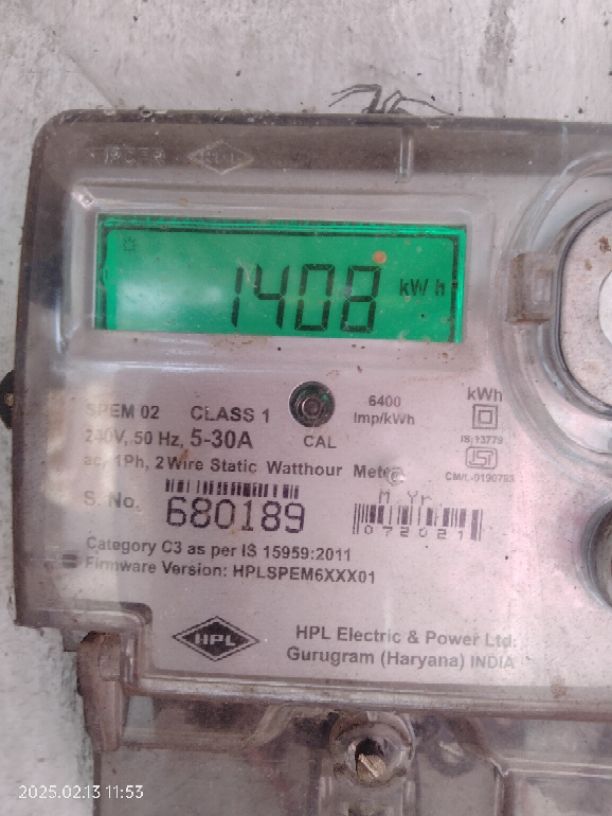 1408 kWh
SPEM 02 CLASS 1
240V, 50 Hz, 5-30A
CAL
6400
Imp/kWh
kWh
IS:13779
ISI
ac, 1Ph, 2 Wire Static Watthour Meter
S. No. 680189
M Yr
072021
Category C3 as per IS 15959:2011
Firmware Version: HPLSPEM6XXX01
HPL
HPL Electric & Power Ltd.
Gurugram (Haryana) INDIA
2025.02.13 11:53